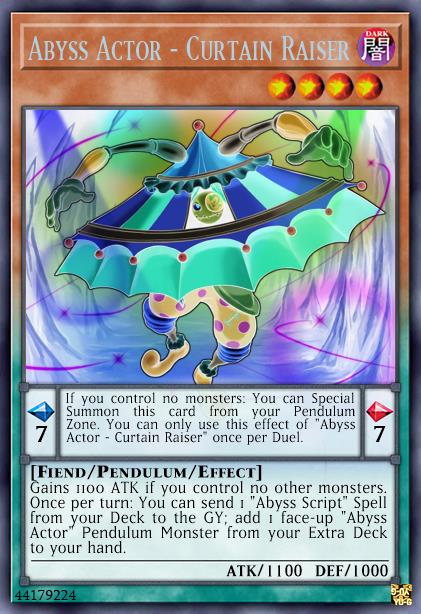 Abyss Actor - Curtain Raiser
DARK
闇
If you control no monsters: You can Special
Summon this card from your Pendulum
Zone. You can only use this effect of "Abyss
Actor - Curtain Raiser" once per Duel.
7
7
[Fiend/Pendulum/Effect]
Gains 1100 ATK if you control no other monsters.
Once per turn: You can send 1 "Abyss Script" Spell
from your Deck to the GY; add 1 face-up "Abyss
Actor" Pendulum Monster from your Extra Deck
to your hand.
ATK/1100 DEF/1000
44179224